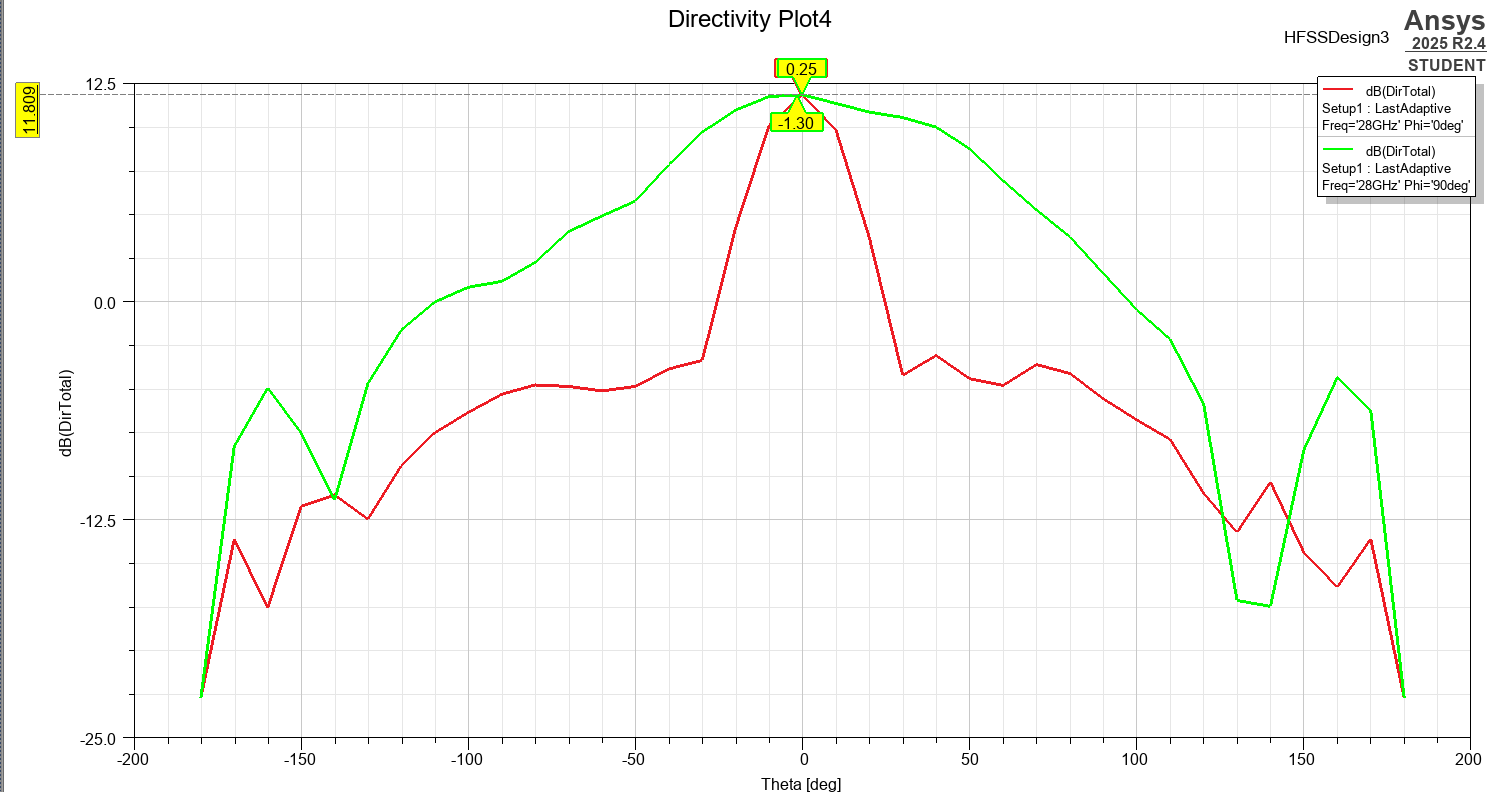 Directivity Plot4
HFSSDesign3
Ansys
2025 R2.4
STUDENT
dB(DirTotal)
Setup1 : LastAdaptive
Freq='28GHz' Phi='0deg'
dB(DirTotal)
Setup1 : LastAdaptive
Freq='28GHz' Phi='90deg'
0.25
-1.30
11.809
12.5
0.0
-12.5
-25.0
dB(DirTotal)
-200 -150 -100 -50 0 50 100 150 200
Theta [deg]